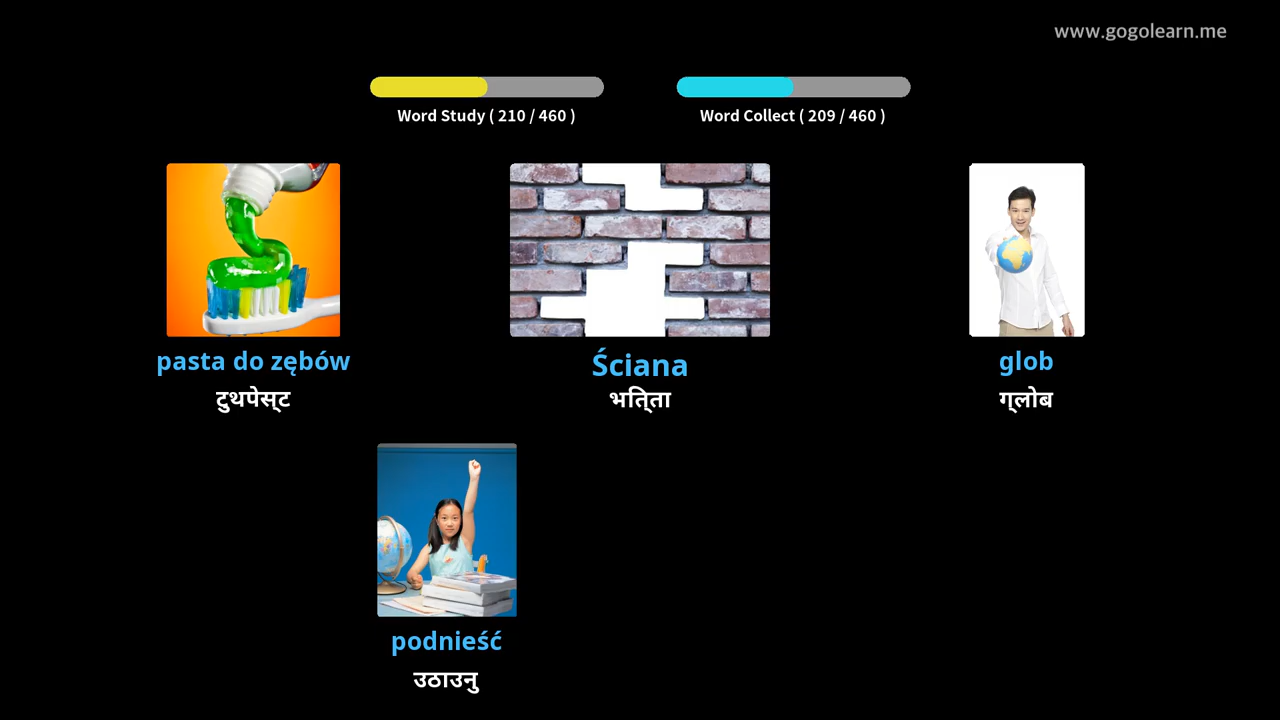 www.gogolearn.me
Word Study ( 210 / 460 )
Word Collect ( 209 / 460 )
pasta do zębów
टुथपेस्ट
Ściana
भित्ता
glob
ग्लोब
podnieść
उठाउनु